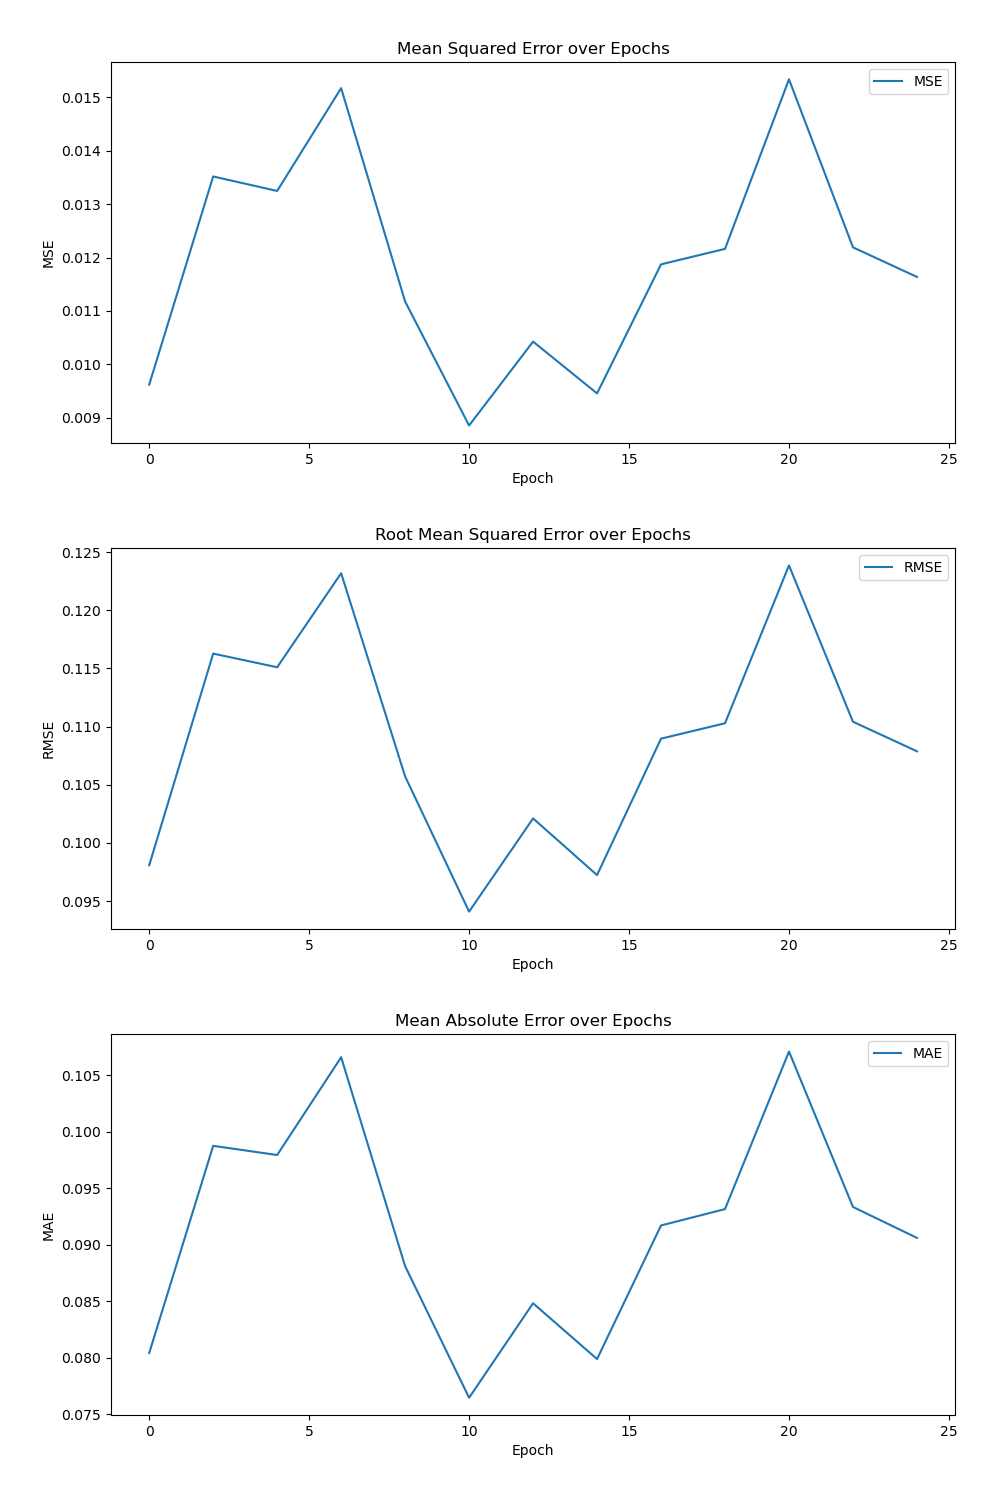 Mean Squared Error over Epochs
MSE
0.015
0.014
0.013
0.012
0.011
0.010
0.009
MSE
0 5 10 15 20 25
Epoch
Root Mean Squared Error over Epochs
RMSE
0.125
0.120
0.115
0.110
0.105
0.100
0.095
RMSE
0 5 10 15 20 25
Epoch
Mean Absolute Error over Epochs
MAE
0.105
0.100
0.095
0.090
0.085
0.080
0.075
MAE
0 5 10 15 20 25
Epoch